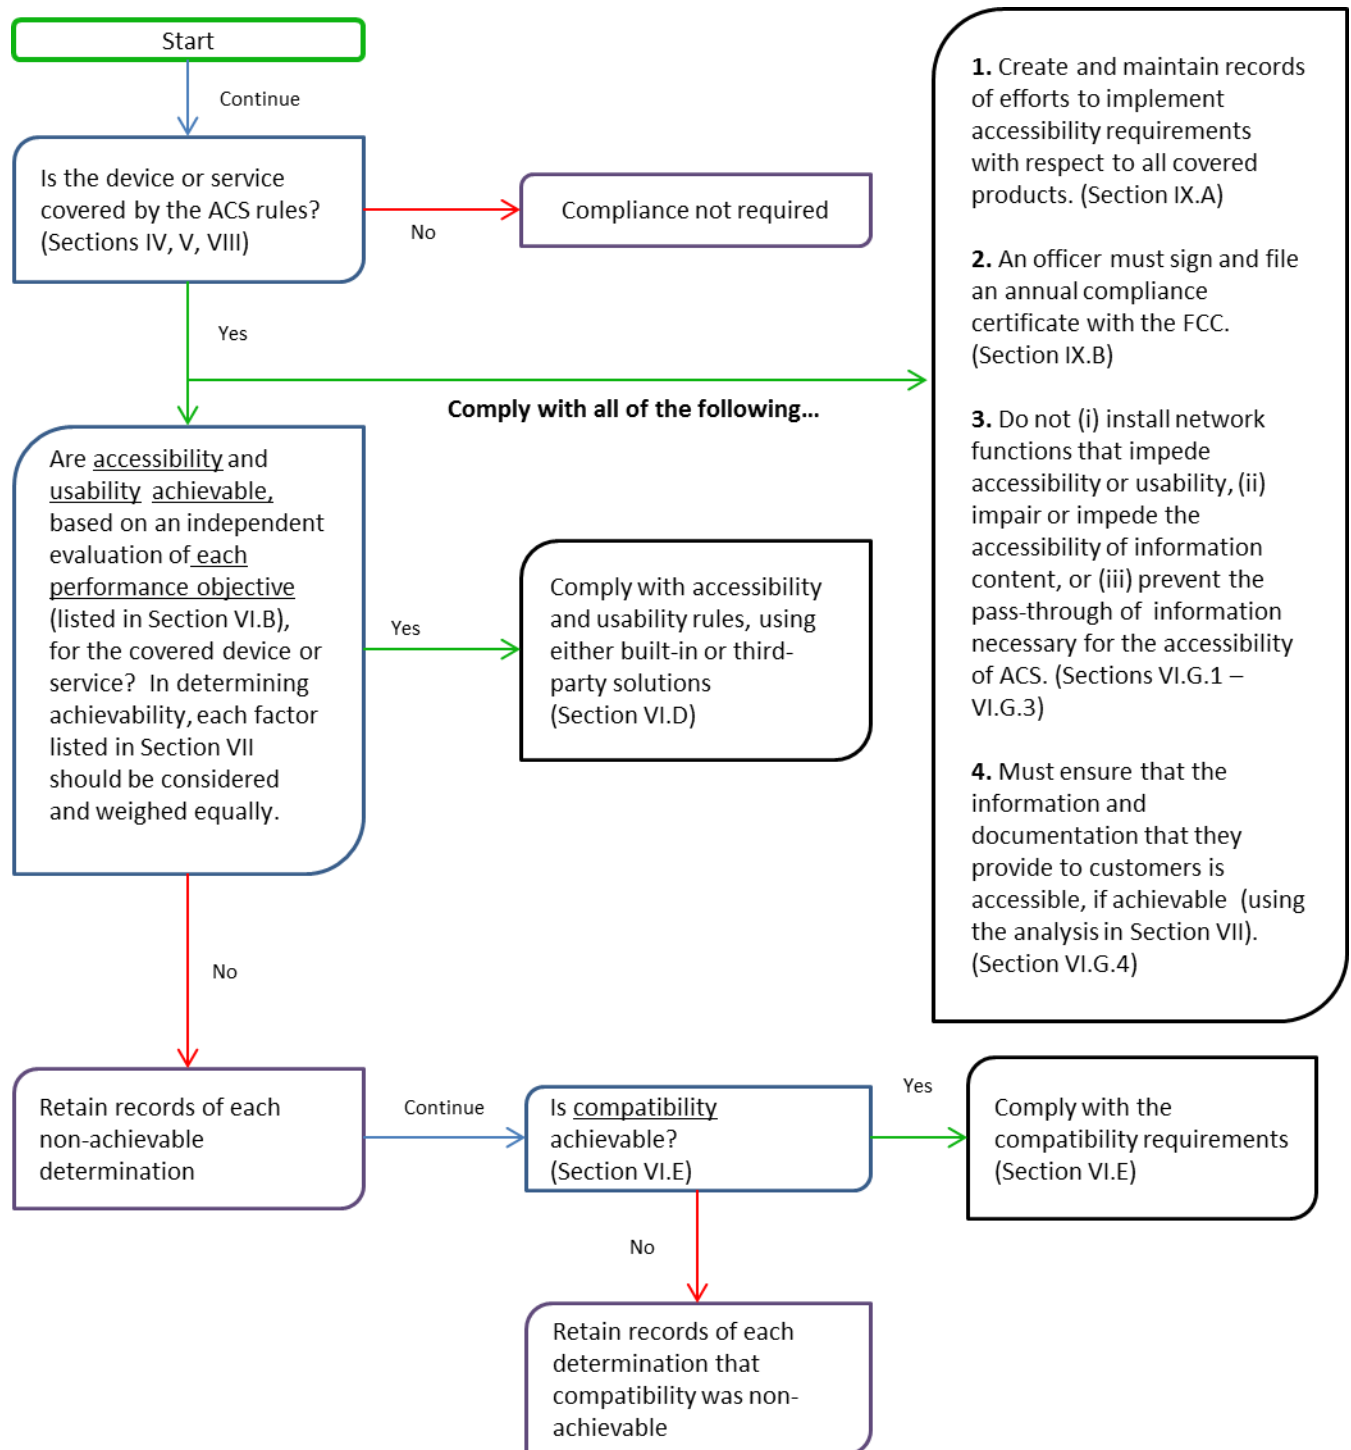 Start
Continue
Is the device or service
covered by the ACS rules?
(Sections IV, V, VIII)
No
Compliance not required
Yes
Comply with all of the following...
1. Create and maintain records
of efforts to implement
accessibility requirements
with respect to all covered
products. (Section IX.A)
2. An officer must sign and file
an annual compliance
certificate with the FCC.
(Section IX.B)
3. Do not (i) install network
functions that impede
accessibility or usability, (ii)
impair or impede the
accessibility of information
content, or (iii) prevent the
pass-through of information
necessary for the accessibility
of ACS. (Sections VI.G.1 –
VI.G.3)
4. Must ensure that the
information and
documentation that they
provide to customers is
accessible, if achievable (using
the analysis in Section VII).
(Section VI.G.4)
Are accessibility and
usability achievable,
based on an independent
evaluation of each
performance objective
(listed in Section VI.B),
for the covered device or
service? In determining
achievability, each factor
listed in Section VII
should be considered
and weighed equally.
Yes
Comply with accessibility
and usability rules, using
either built-in or third-
party solutions
(Section VI.D)
No
Retain records of each
non-achievable
determination
Continue
Is compatibility
achievable?
(Section VI.E)
Yes
Comply with the
compatibility requirements
(Section VI.E)
No
Retain records of each
determination that
compatibility was non-
achievable